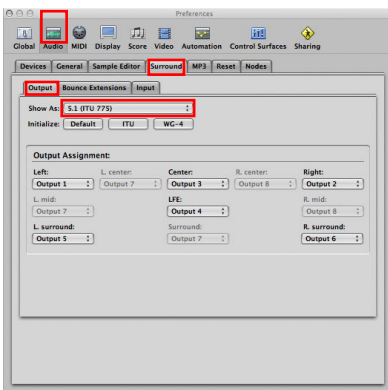 Preferences
Global Audio MIDI Display Score Video Automation Control Surfaces Sharing
Devices General Sample Editor Surround MP3 Reset Nodes
Output Bounce Extensions Input
Show As: 5.1 (ITU 775)
Initialize: Default ITU WG-4
Output Assignment:
Left: L. center: Center: R. center: Right:
Output 1 Output 7 Output 3 Output 8 Output 2
L. mid: LFE: R. mid:
Output 7 Output 4 Output 8
L. surround: Surround: R. surround:
Output 5 Output 7 Output 6